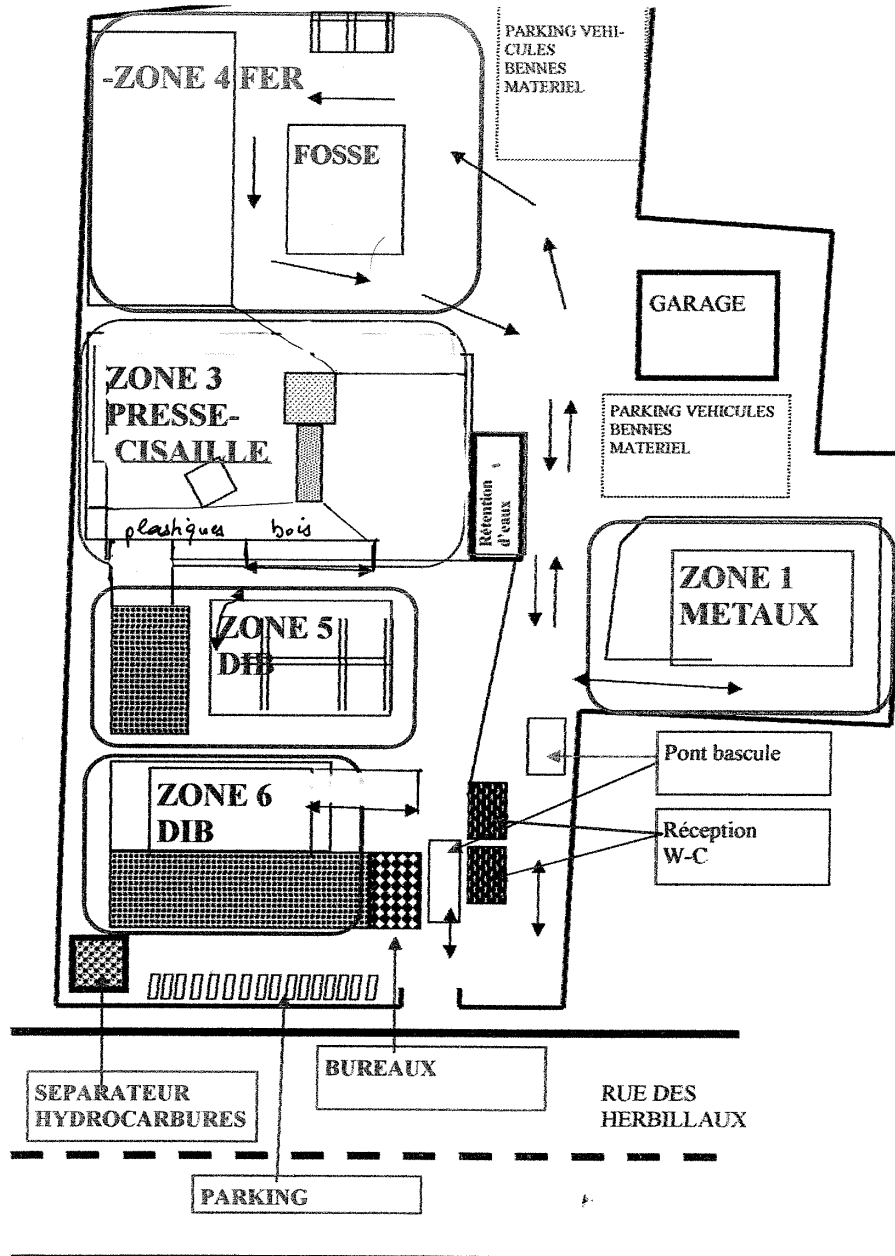 PARKING VEHI-
CULES
BENNES
MATERIEL
-ZONE 4 FER
FOSSE
GARAGE
ZONE 3
PRESSE-
CISAILLE
PARKING VEHICULES
BENNES
MATERIEL
Rétention
d'eaux
plastiques bois
ZONE 1
METAUX
ZONE 5
DIB
Pont bascule
ZONE 6
DIB
Réception
W-C
BUREAUX
SEPARATEUR
HYDROCARBURES
RUE DES
HERBILLAUX
PARKING